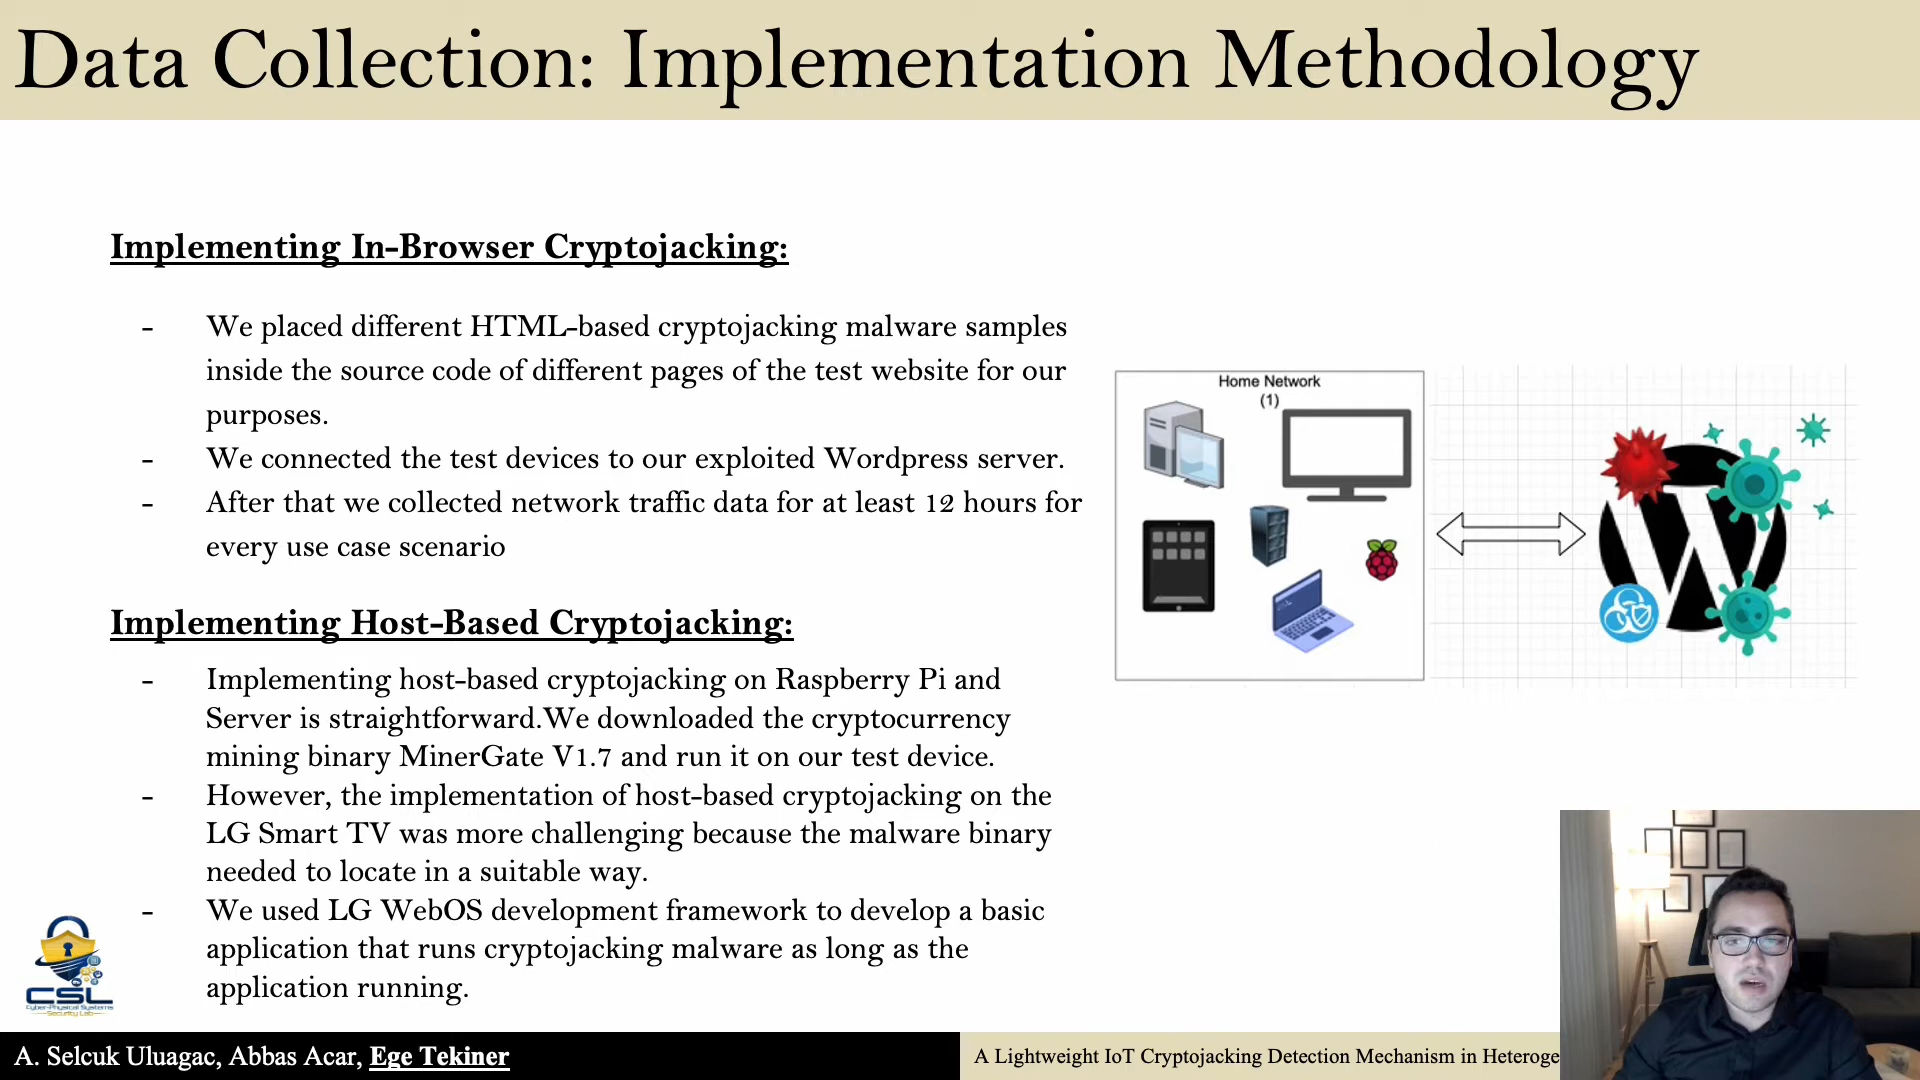 Data Collection: Implementation Methodology
Implementing In-Browser Cryptojacking:
- We placed different HTML-based cryptojacking malware samples
inside the source code of different pages of the test website for our
purposes.
- We connected the test devices to our exploited Wordpress server.
- After that we collected network traffic data for at least 12 hours for
every use case scenario
Implementing Host-Based Cryptojacking:
- Implementing host-based cryptojacking on Raspberry Pi and
Server is straightforward.We downloaded the cryptocurrency
mining binary MinerGate V1.7 and run it on our test device.
- However, the implementation of host-based cryptojacking on the
LG Smart TV was more challenging because the malware binary
needed to locate in a suitable way.
- We used LG WebOS development framework to develop a basic
application that runs cryptojacking malware as long as the
application running.
Home Network
(1)
CSL
Cyber-Physical Systems
Security Lab
A. Selcuk Uluagac, Abbas Acar, Ege Tekiner
A Lightweight IoT Cryptojacking Detection Mechanism in Heteroge